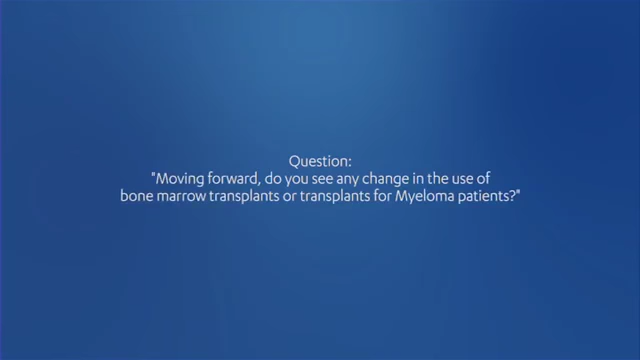 Question:
"Moving forward, do you see any change in the use of
bone marrow transplants or transplants for Myeloma patients?"